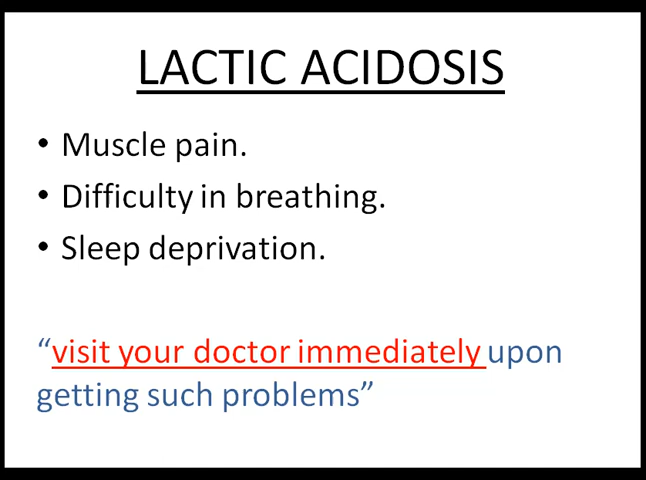 LACTIC ACIDOSIS
• Muscle pain.
• Difficulty in breathing.
• Sleep deprivation.
“visit your doctor immediately upon
getting such problems”